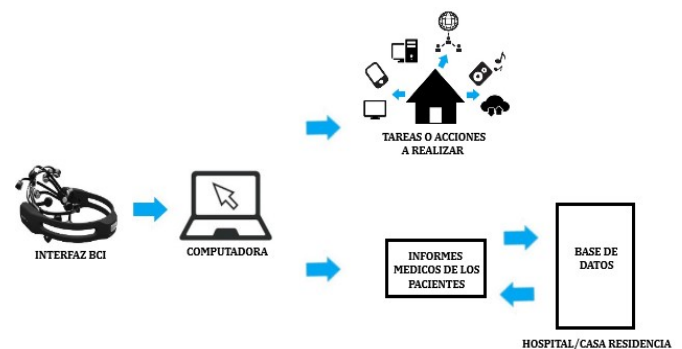 TAREAS O ACCIONES
A REALIZAR
INTERFAZ BCI
COMPUTADORA
INFORMES
MEDICOS DE LOS
PACIENTES
BASE DE
DATOS
HOSPITAL/CASA RESIDENCIA